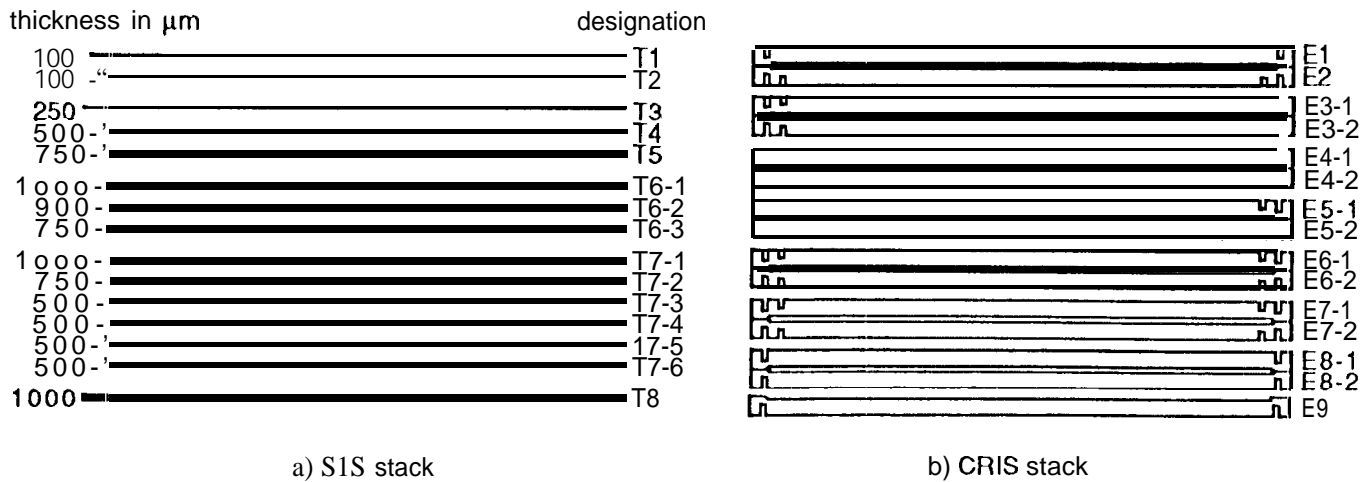 thickness in μm designation
100 T1
100 -“ T2
250 T3
500-’ T4
750-’ T5
1ooo- T6-1
900- T6-2
750- T6-3
1ooo- T7-1
750- T7-2
500- T7-3
500- T7-4
500-’ 17-5
500-’ T7-6
1000 T8
a) S1S stack
E1
E2
E3-1
E3-2
E4-1
E4-2
E5-1
E5-2
E6-1
E6-2
E7-1
E7-2
E8-1
E8-2
E9
b) CRIS stack